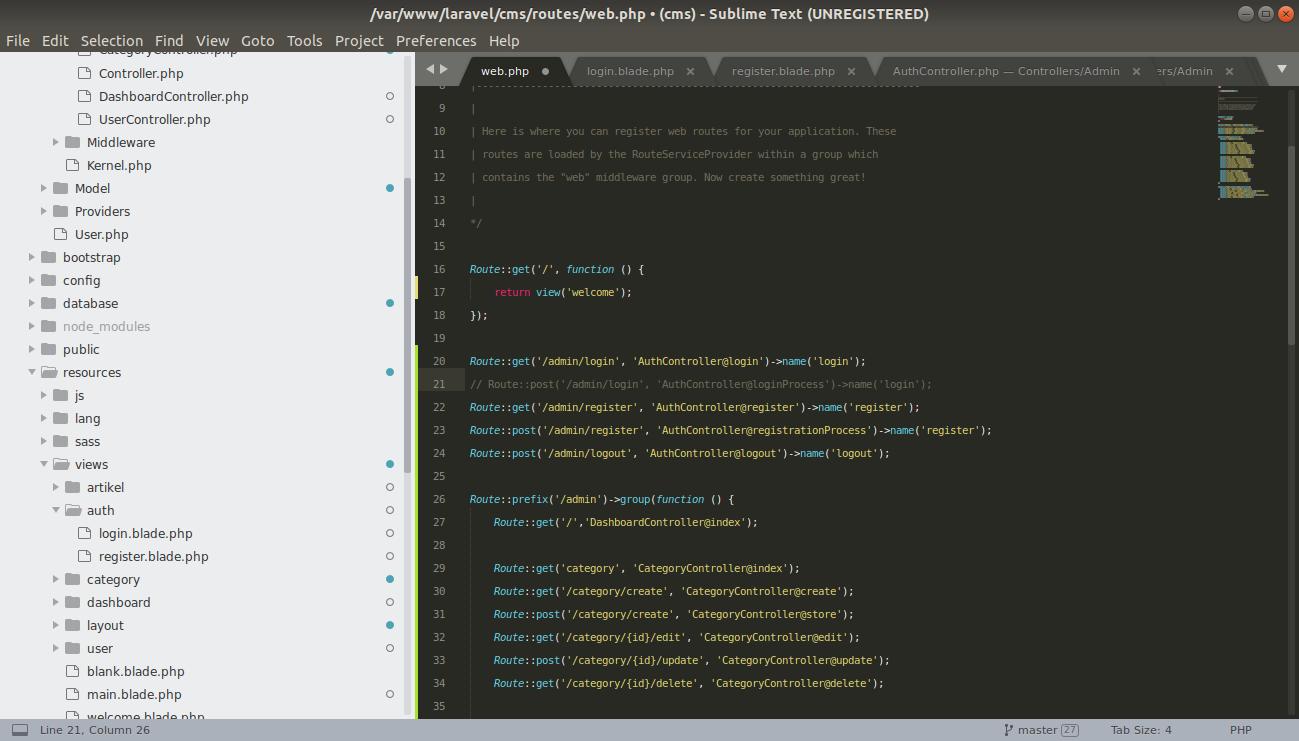 /var/www/laravel/cms/routes/web.php • (cms) - Sublime Text (UNREGISTERED)
File Edit Selection Find View Goto Tools Project Preferences Help
CategoryController.php
Controller.php
DashboardController.php
UserController.php
Middleware
Kernel.php
Model
Providers
User.php
bootstrap
config
database
node_modules
public
resources
js
lang
sass
views
artikel
auth
login.blade.php
register.blade.php
category
dashboard
layout
user
blank.blade.php
main.blade.php
welcome.blade.php
web.php login.blade.php × register.blade.php × AuthController.php — Controllers/Admin × ers/Admin ×
8 |--------------------------------------------------------------------------
9 |
10 | Here is where you can register web routes for your application. These
11 | routes are loaded by the RouteServiceProvider within a group which
12 | contains the "web" middleware group. Now create something great!
13 |
14 */
15
16 Route::get('/', function () {
17     return view('welcome');
18 });
19
20 Route::get('/admin/login', 'AuthController@login')->name('login');
21 // Route::post('/admin/login', 'AuthController@loginProcess')->name('login');
22 Route::get('/admin/register', 'AuthController@register')->name('register');
23 Route::post('/admin/register', 'AuthController@registrationProcess')->name('register');
24 Route::post('/admin/logout', 'AuthController@logout')->name('logout');
25
26 Route::prefix('/admin')->group(function () {
27     Route::get('/','DashboardController@index');
28
29     Route::get('category', 'CategoryController@index');
30     Route::get('/category/create', 'CategoryController@create');
31     Route::post('/category/create', 'CategoryController@store');
32     Route::get('/category/{id}/edit', 'CategoryController@edit');
33     Route::post('/category/{id}/update', 'CategoryController@update');
34     Route::get('/category/{id}/delete', 'CategoryController@delete');
35
Line 21, Column 26 master 27 Tab Size: 4 PHP